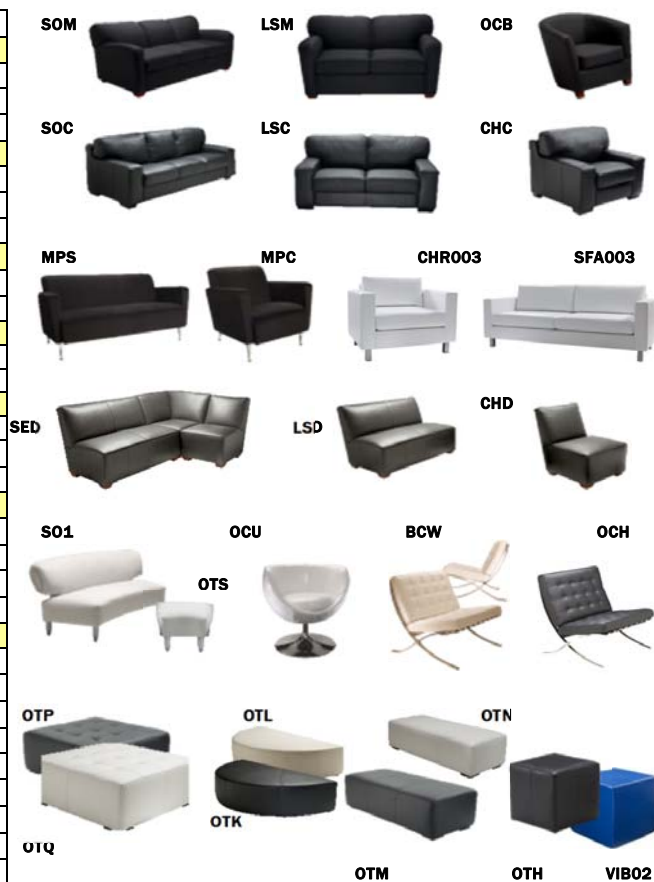 SOM LSM OCB
SOC LSC CHC
MPS MPC CHR003 SFA003
SED LSD CHD
SO1 OCU BCW OCH
OTS
OTP OTL OTN
OTK
OTQ
OTM OTH VIB02